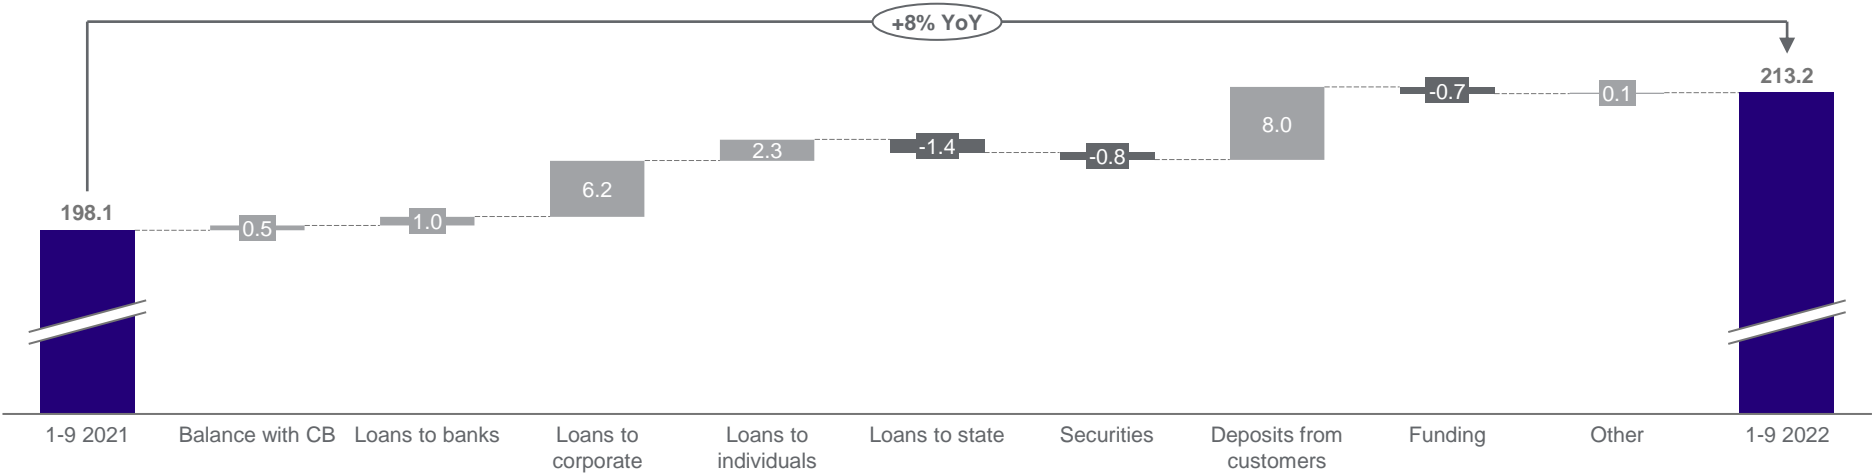 +8% YoY
213.2
-0.7
0.1
8.0
2.3
-1.4
-0.8
6.2
198.1
0.5
1.0
1-9 2021
Balance with CB
Loans to banks
Loans to
corporate
Loans to
individuals
Loans to state
Securities
Deposits from
customers
Funding
Other
1-9 2022